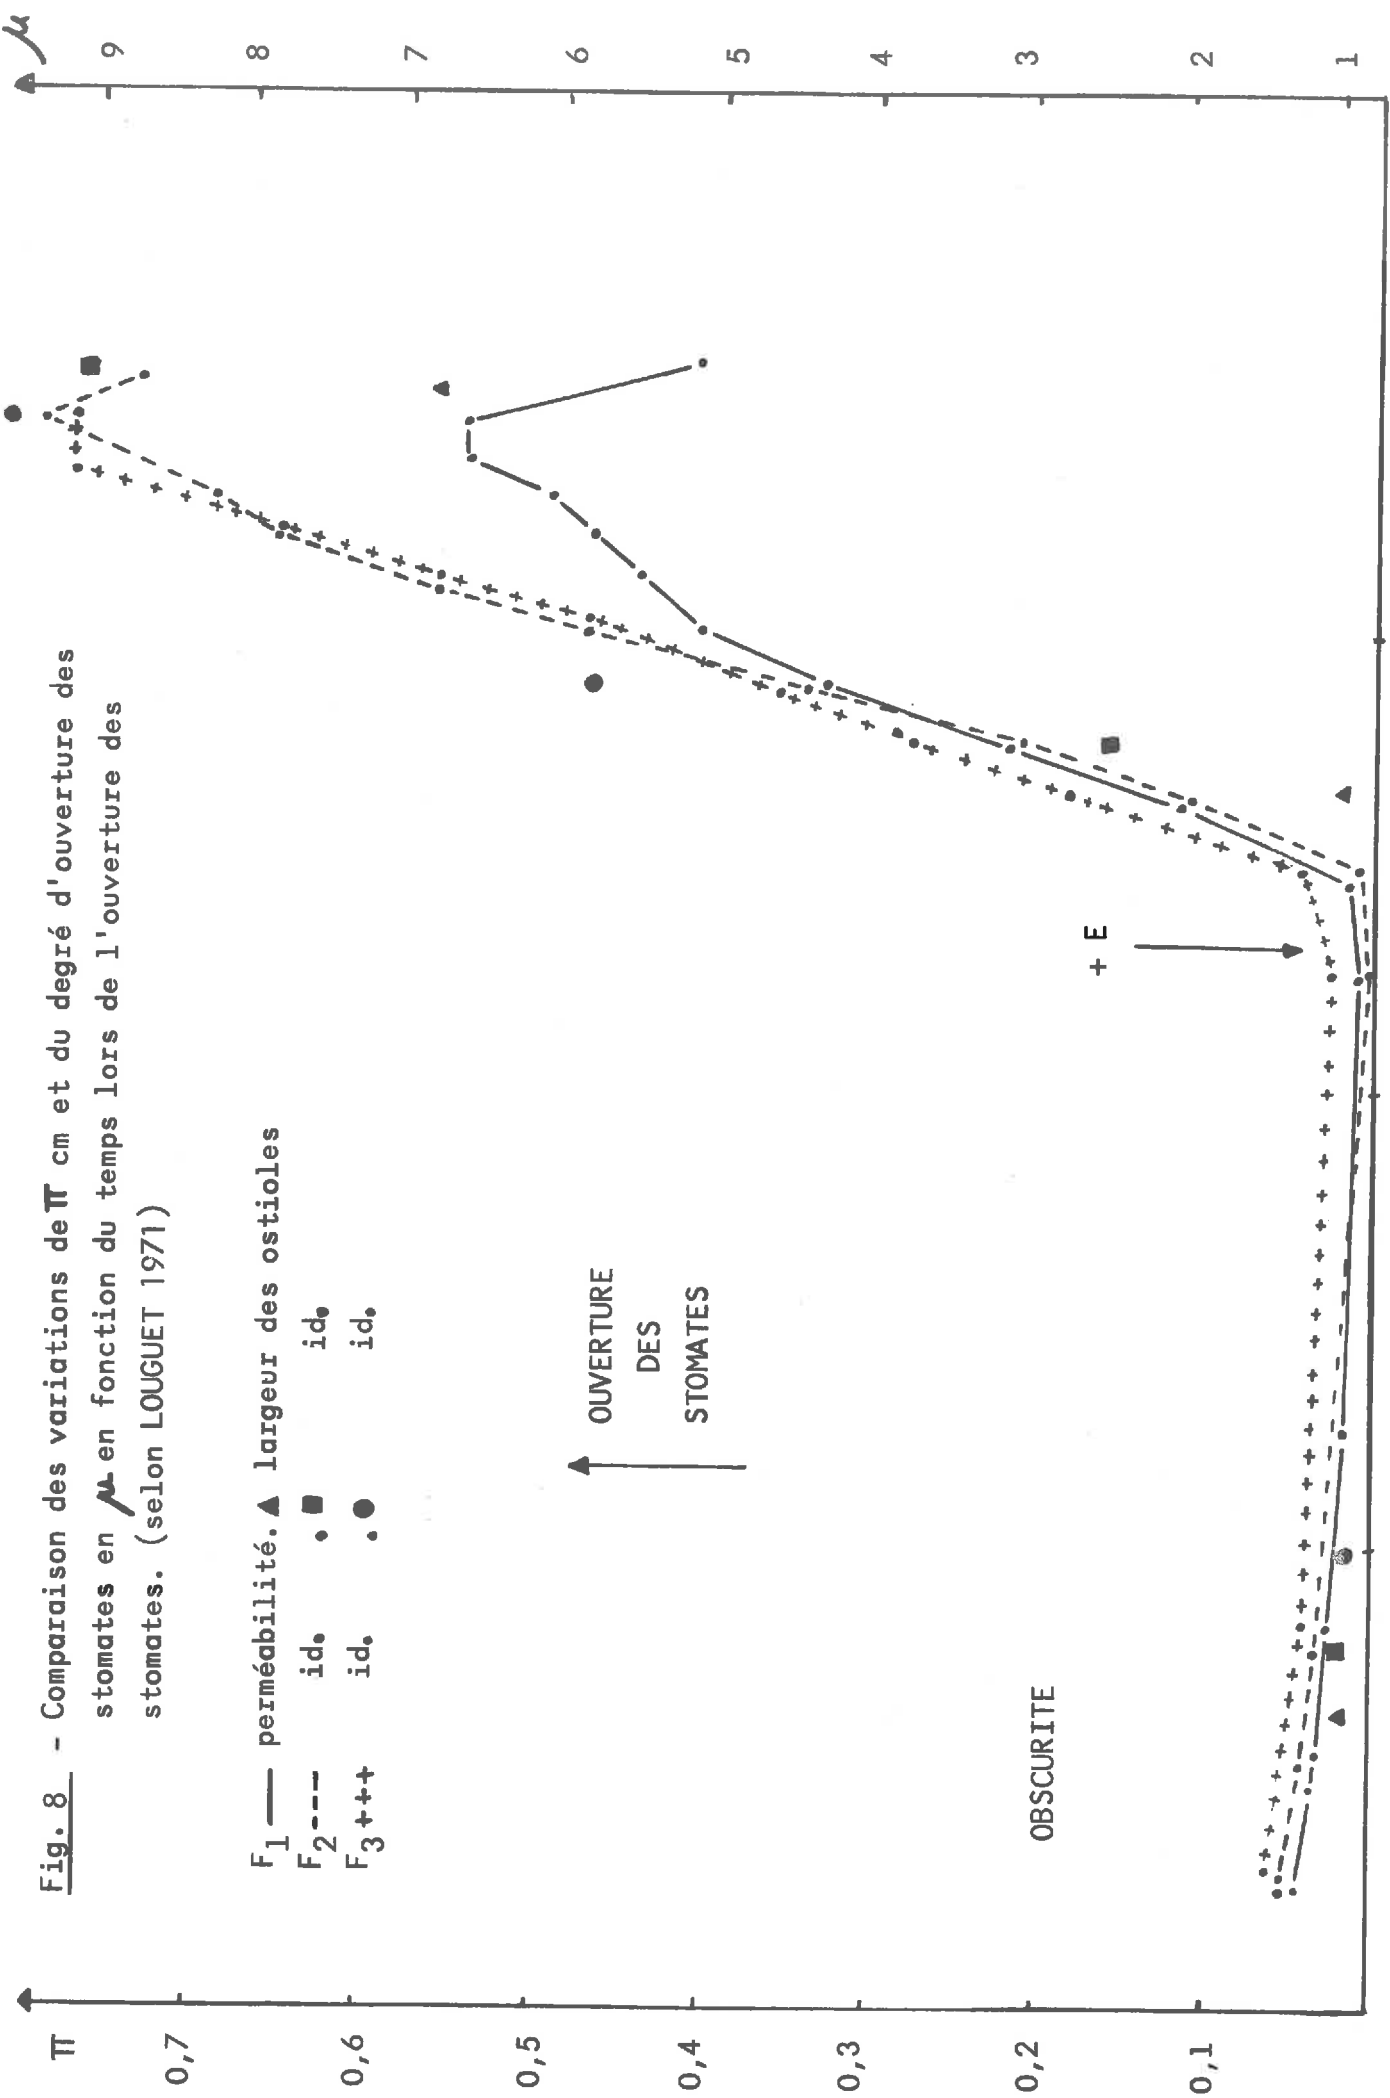 Fig. 8 - Comparaison des variations de π cm et du degré d'ouverture des
stomates en μ en fonction du temps lors de l'ouverture des
stomates. (selon LOUGUET 1971)
F1 —— perméabilité. ▲ largeur des ostioles
F2 --- id. . ■ id.
F3 +++ id. . ● id.
OUVERTURE
DES
STOMATES
OBSCURITE
+ E
π
0,7
0,6
0,5
0,4
0,3
0,2
0,1
μ
9
8
7
6
5
4
3
2
1